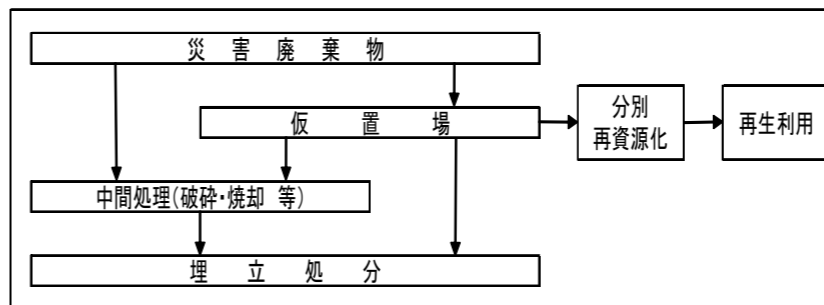 災害廃棄物
仮置場
分別
再資源化
再生利用
中間処理(破砕・焼却 等)
埋立処分